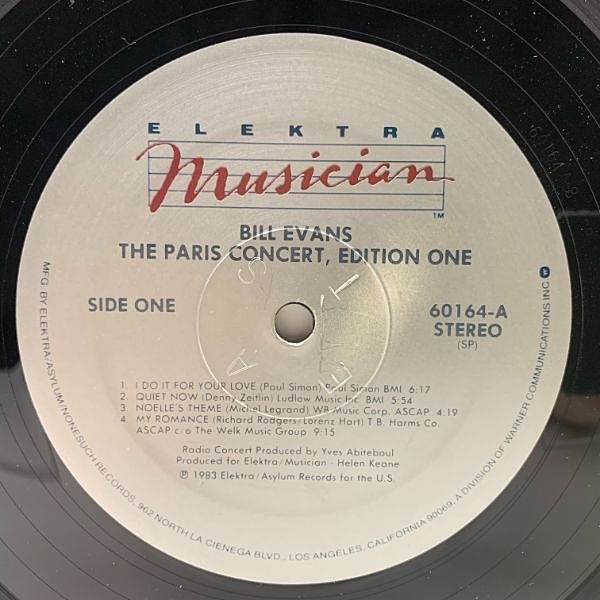 ELEKTRA
Musician
TM
BILL EVANS
THE PARIS CONCERT, EDITION ONE
SIDE ONE
60164-A
STEREO
(SP)
1. I DO IT FOR YOUR LOVE (Paul Simon) Paul Simon BMI 6:17
2. QUIET NOW (Denny Zeitlin) Ludlow Music Inc. BMI 5:54
3. NOELLE'S THEME (Michel Legrand) WB Music Corp. ASCAP 4:19
4. MY ROMANCE (Richard Rodgers-Lorenz Hart) T.B. Harms Co.
ASCAP c/o The Welk Music Group 9:15
Radio Concert Produced by Yves Abiteboul
Produced for Elektra/Musician - Helen Keane
℗ 1983 Elektra/Asylum Records for the U.S.
MFG. BY ELEKTRA/ASYLUM/NONESUCH RECORDS, 962 NORTH LA CIENEGA BLVD., LOS ANGELES, CALIFORNIA 90069, A DIVISION OF WARNER COMMUNICATIONS INC